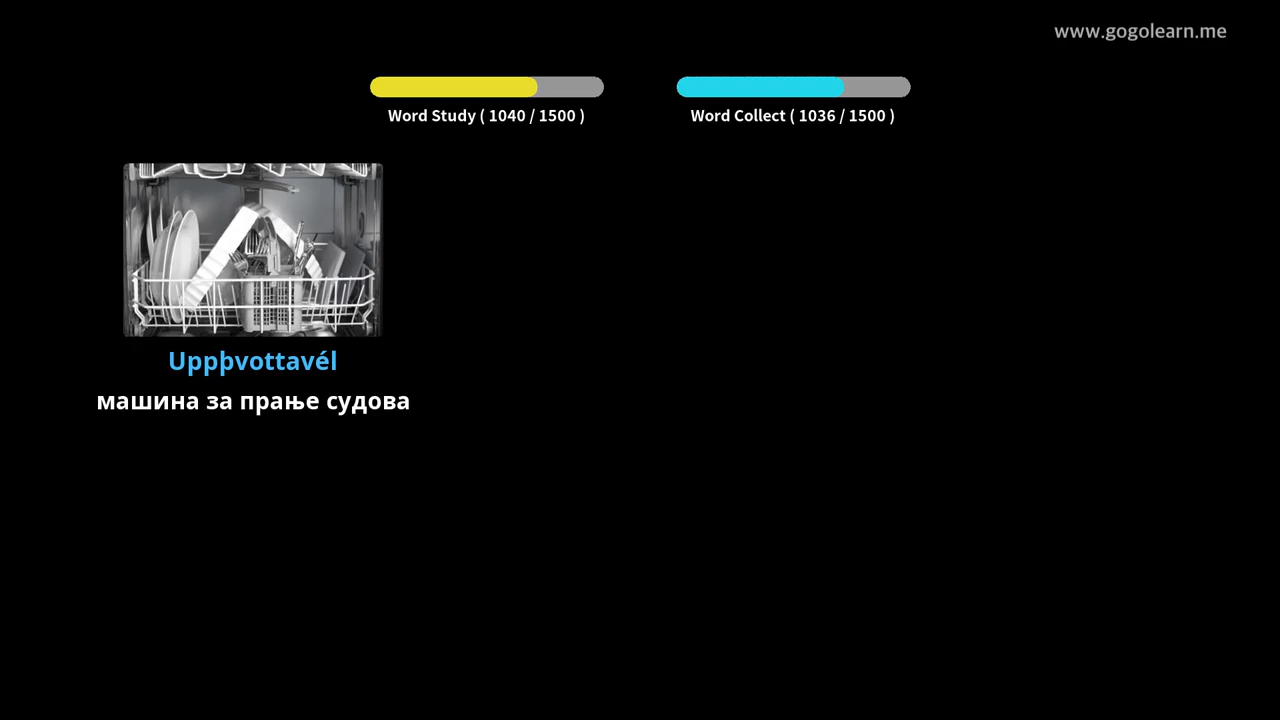 www.gogolearn.me
Word Study ( 1040 / 1500 )
Word Collect ( 1036 / 1500 )
Uppþvottavél
машина за прање судова